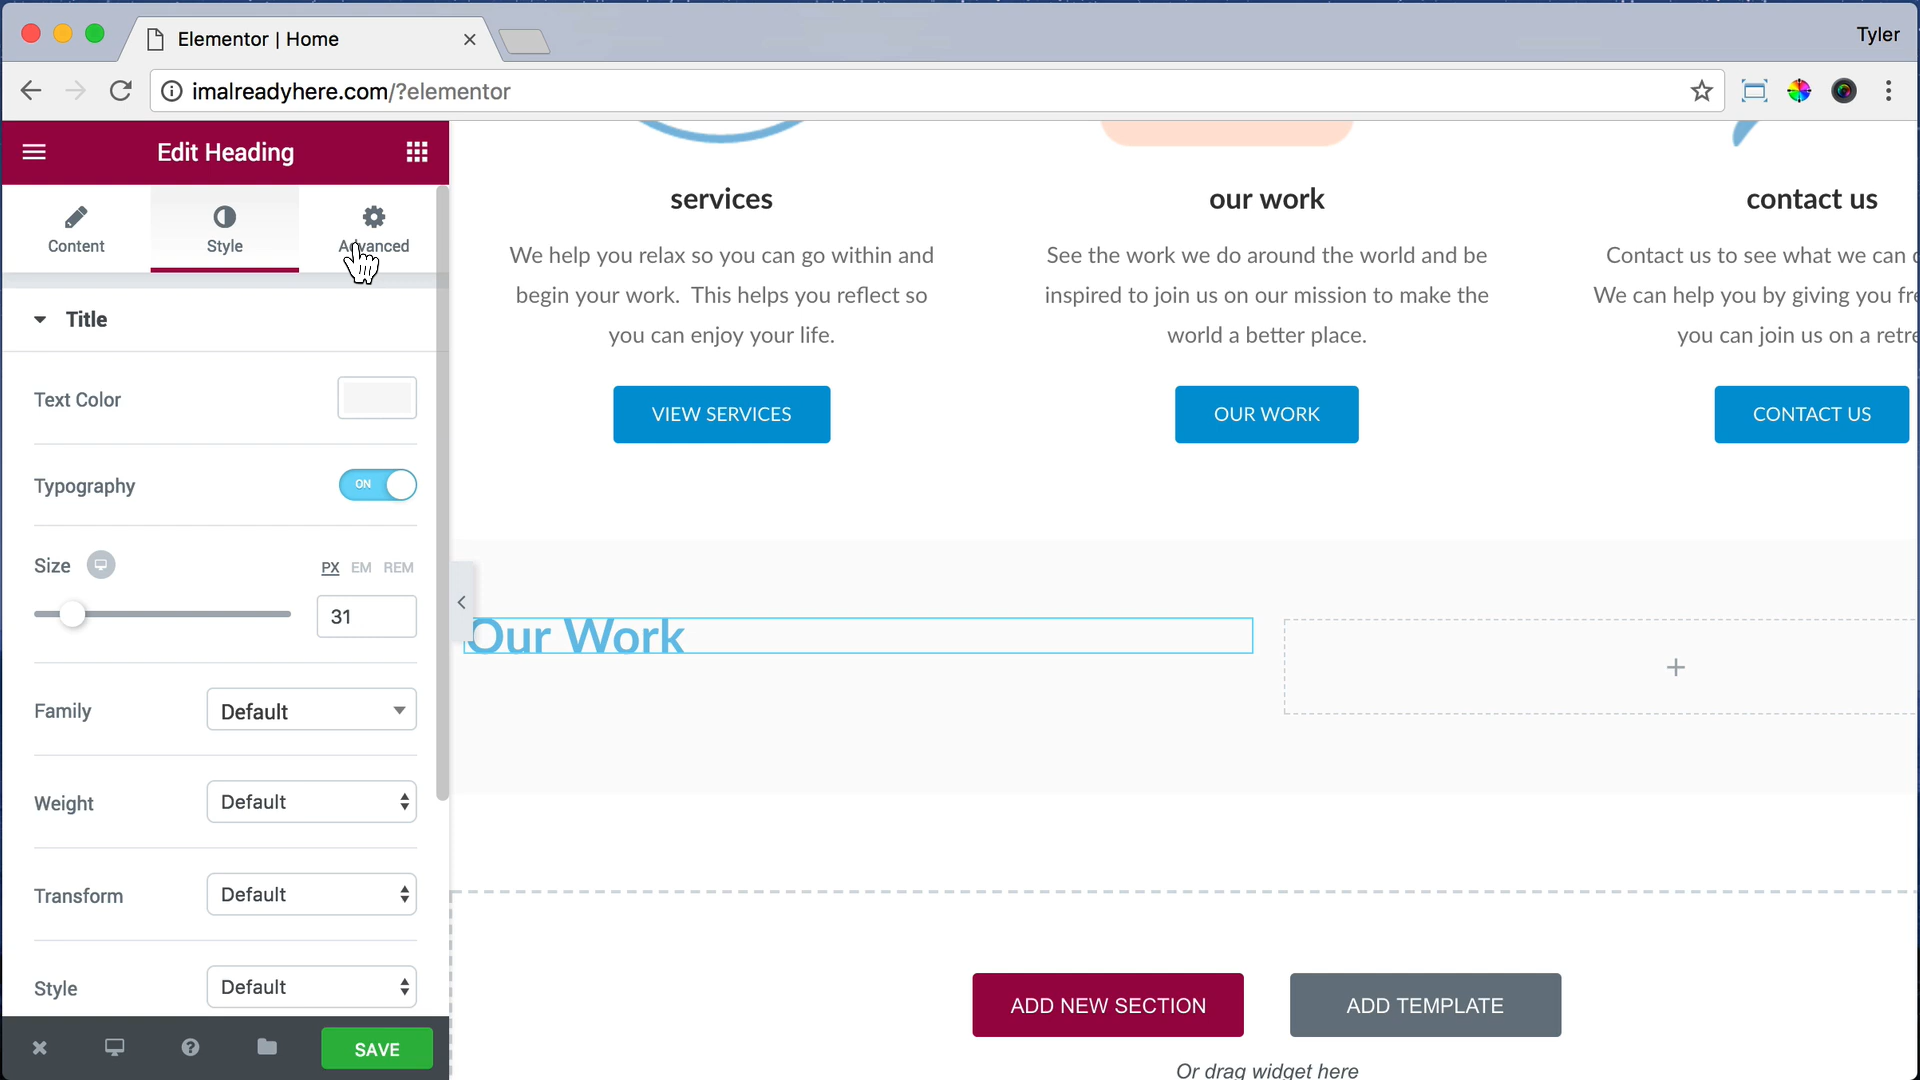 Elementor | Home
Tyler
imalreadyhere.com/?elementor
Edit Heading
Content
Style
Advanced
Title
Text Color
Typography
ON
Size
PX EM REM
31
Family
Default
Weight
Default
Transform
Default
Style
Default
SAVE
services
We help you relax so you can go within and
begin your work. This helps you reflect so
you can enjoy your life.
VIEW SERVICES
our work
See the work we do around the world and be
inspired to join us on our mission to make the
world a better place.
OUR WORK
contact us
Contact us to see what we can
We can help you by giving you
you can join us on a
CONTACT US
Our Work
ADD NEW SECTION
ADD TEMPLATE
Or drag widget here